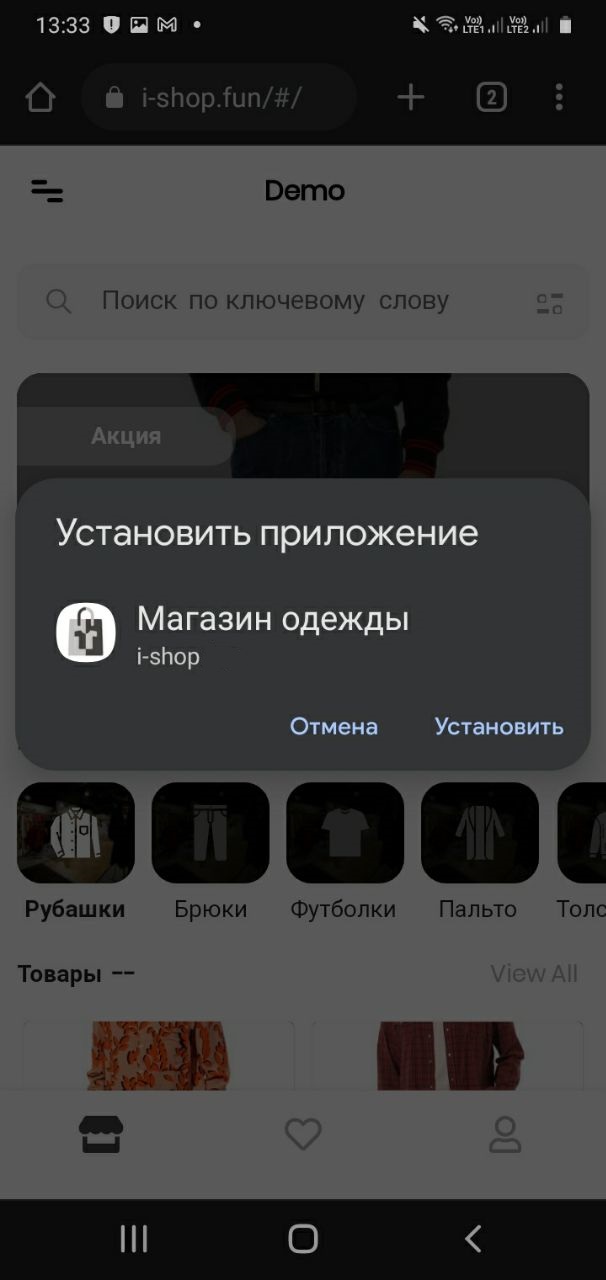 13:33
Vo)) LTE1 Vo)) LTE2
i-shop.fun/#/
2
Demo
Поиск по ключевому слову
Акция
Установить приложение
Магазин одежды
i-shop
Отмена Установить
Рубашки Брюки Футболки Пальто Толс
Товары --
View All